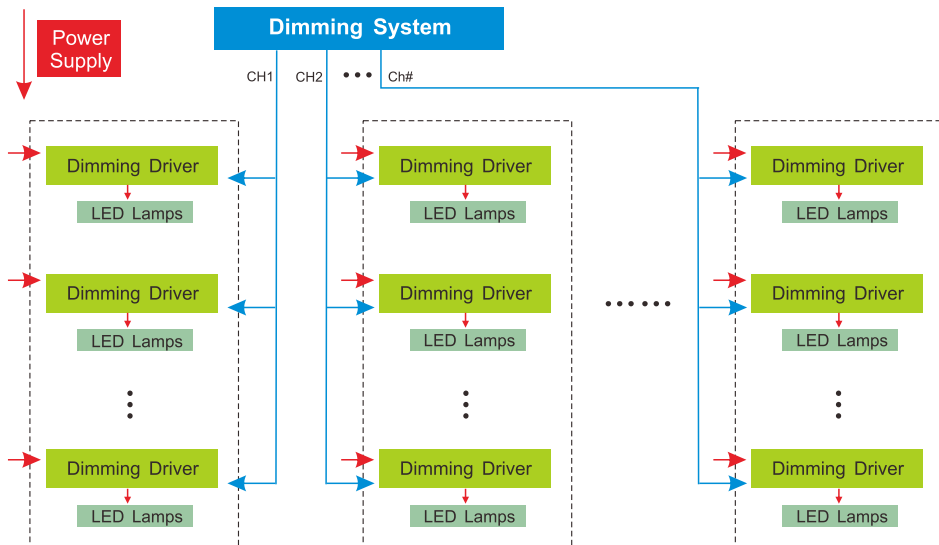 Dimming System
Power
Supply
CH1 CH2 ••• Ch#
Dimming Driver Dimming Driver Dimming Driver
LED Lamps LED Lamps LED Lamps
Dimming Driver Dimming Driver Dimming Driver
LED Lamps LED Lamps LED Lamps
Dimming Driver Dimming Driver Dimming Driver
LED Lamps LED Lamps LED Lamps